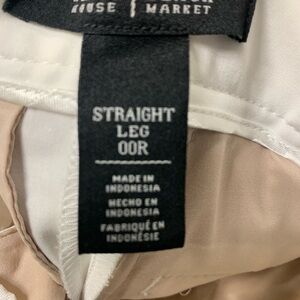 HOUSE | MARKET
STRAIGHT
LEG
00R
MADE IN
INDONESIA
HECHO EN
INDONESIA
FABRIQUÉ EN
INDONÉSIE